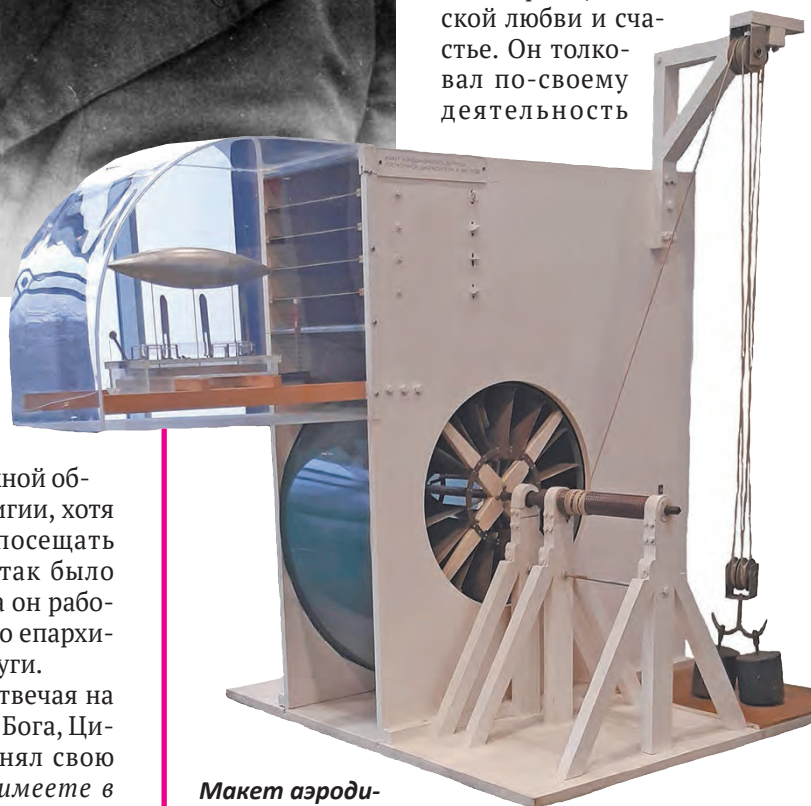 ской любви и сча-
стье. Он толко-
вал по-своему
деятельность
ной об-
игии, хотя
посещать
так было
а он рабо-
о епархи-
уги.
твечая на
Бога, Ци-
нял свою
имеете в
Макет аэроди-